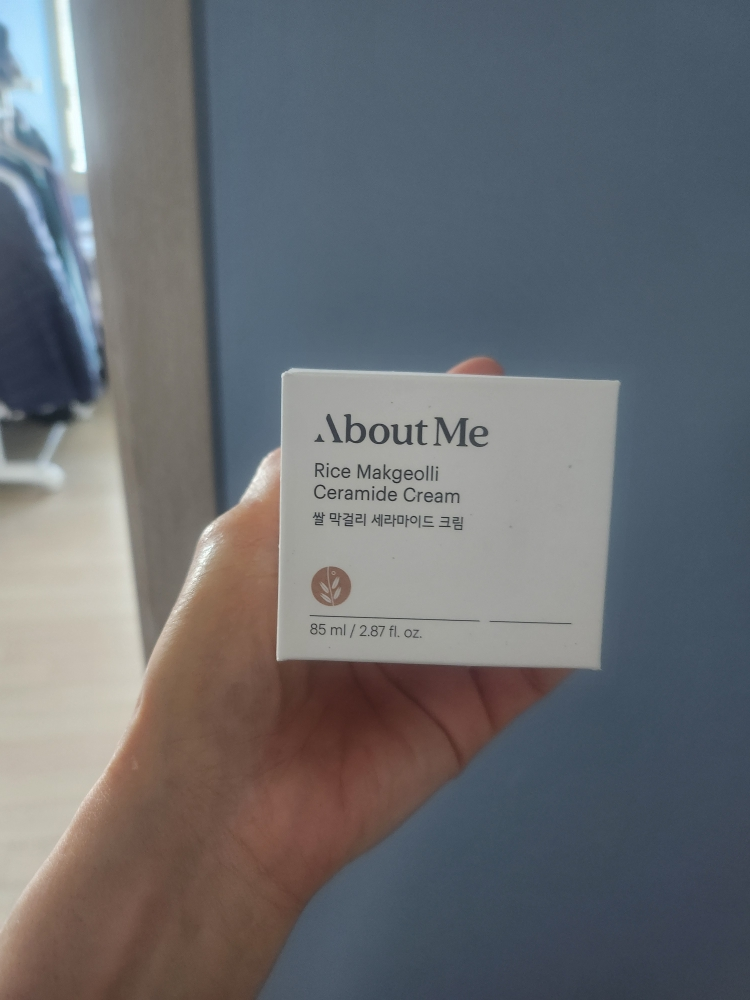 About Me
Rice Makgeolli
Ceramide Cream
쌀 막걸리 세라마이드 크림
85 ml / 2.87 fl. oz.